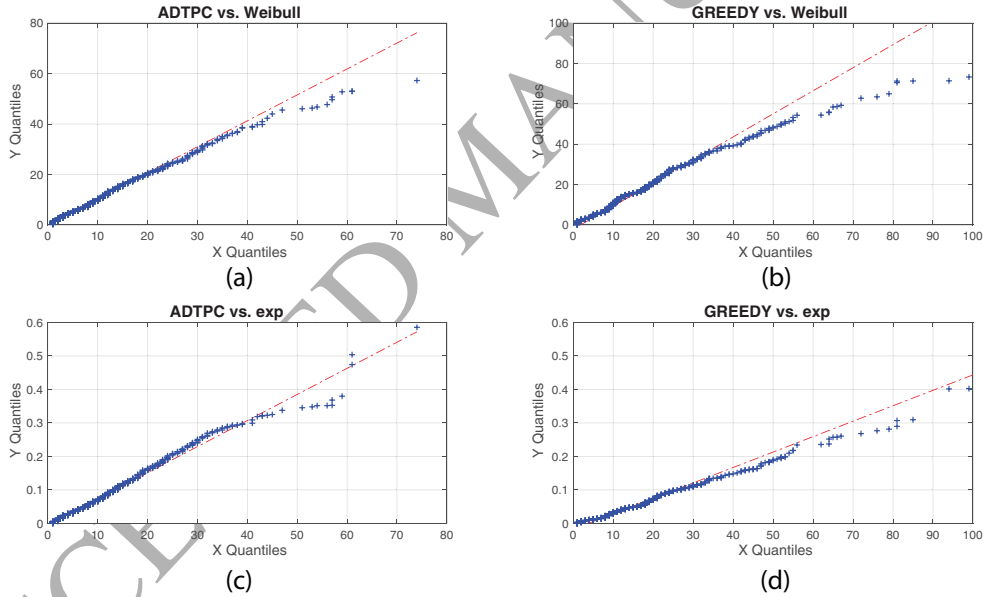 ADTPC vs. Weibull
80
60
40
20
0
Y Quantiles
0 10 20 30 40 50 60 70 80
X Quantiles
(a)
GREEDY vs. Weibull
100
80
60
40
20
0
Y Quantiles
0 10 20 30 40 50 60 70 80 90 100
X Quantiles
(b)
ADTPC vs. exp
0.6
0.5
0.4
0.3
0.2
0.1
0
Y Quantiles
0 10 20 30 40 50 60 70 80
X Quantiles
(c)
GREEDY vs. exp
0.6
0.5
0.4
0.3
0.2
0.1
0
Y Quantiles
0 10 20 30 40 50 60 70 80 90 100
X Quantiles
(d)